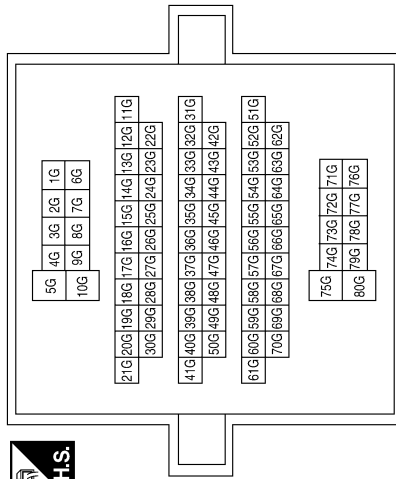 5G 4G 3G 2G 1G
10G 9G 8G 7G 6G
21G 20G 19G 18G 17G 16G 15G 14G 13G 12G 11G
30G 29G 28G 27G 26G 25G 24G 23G 22G
41G 40G 39G 38G 37G 36G 35G 34G 33G 32G 31G
50G 49G 48G 47G 46G 45G 44G 43G 42G
61G 60G 59G 58G 57G 56G 55G 54G 53G 52G 51G
70G 69G 68G 67G 66G 65G 64G 63G 62G
75G 74G 73G 72G 71G
80G 79G 78G 77G 76G
H.S.